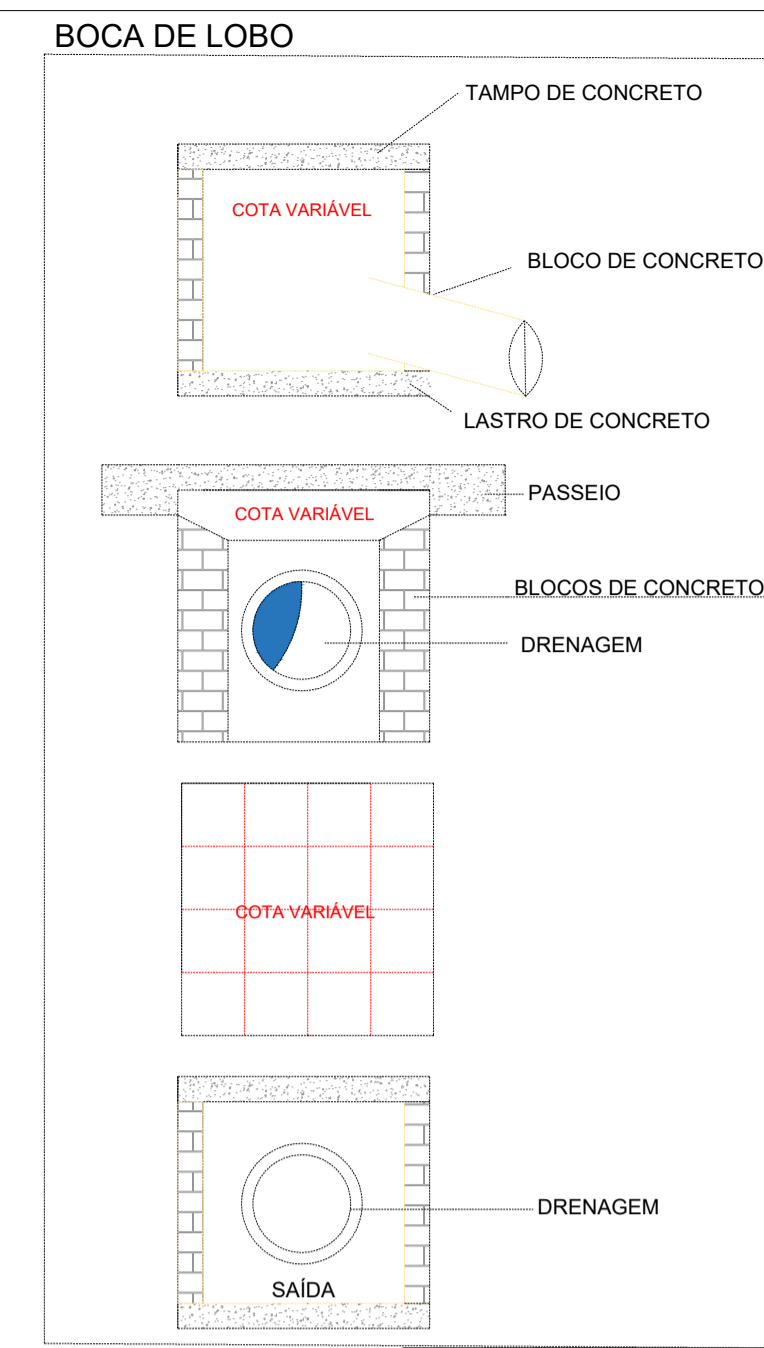 BOCA DE LOBO
TAMPO DE CONCRETO
COTA VARIÁVEL
BLOCO DE CONCRETO
LASTRO DE CONCRETO
PASSEIO
COTA VARIÁVEL
BLOCOS DE CONCRETO
DRENAGEM
COTA VARIÁVEL
DRENAGEM
SAÍDA